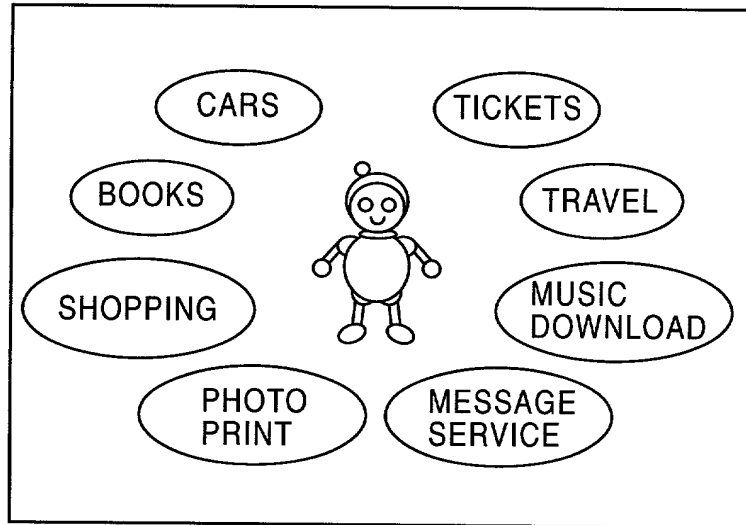 CARS
TICKETS
BOOKS
TRAVEL
SHOPPING
MUSIC
DOWNLOAD
PHOTO
PRINT
MESSAGE
SERVICE